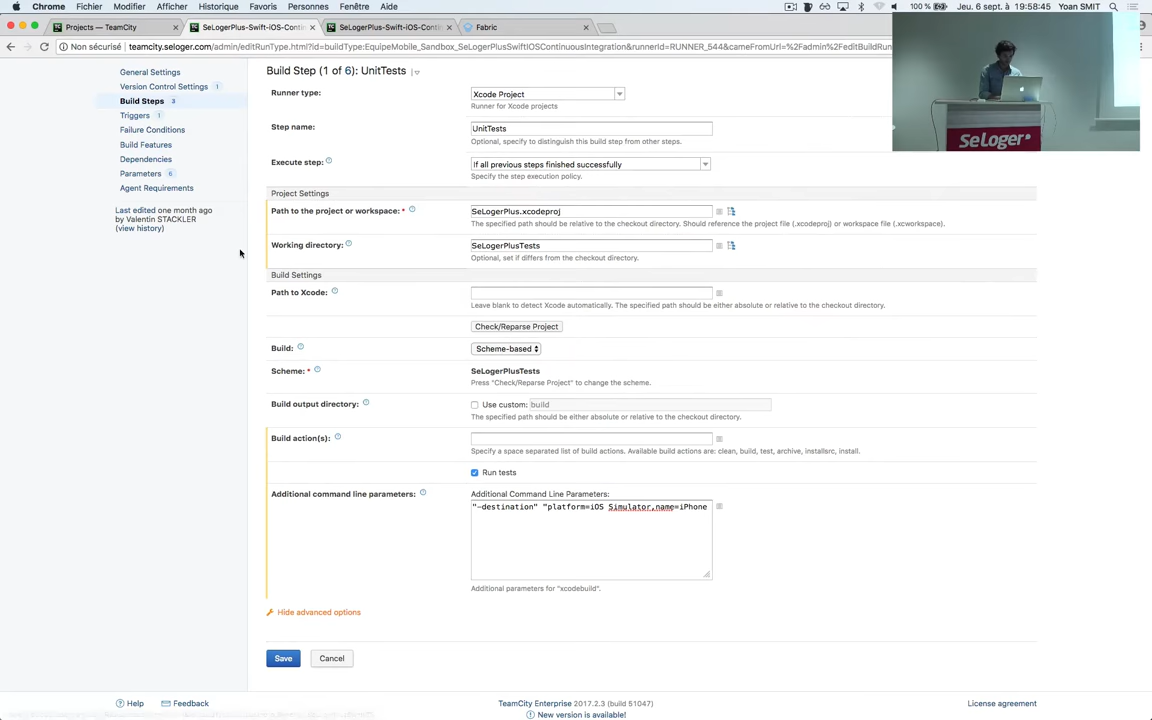 Chrome Fichier Modifier Afficher Historique Favoris Personnes Fenêtre Aide 100 % Jeu. 6 sept. à 19:58:45 Yoan SMIT
Projects — TeamCity
SeLogerPlus-Swift-iOS-Contin
SeLogerPlus-Swift-iOS-Contin
Fabric
Non sécurisé teamcity.seloger.com/admin/editRunType.html?id=buildType:EquipeMobile_Sandbox_SeLogerPlusSwiftIOSContinuousIntegration&runnerId=RUNNER_544&cameFromUrl=%2Fadmin%2FeditBuildRun
SeLoger
General Settings
Version Control Settings 1
Build Steps 3
Triggers 1
Failure Conditions
Build Features
Dependencies
Parameters 6
Agent Requirements
Last edited one month ago
by Valentin STACKLER
(view history)
Build Step (1 of 6): UnitTests
Runner type: Xcode Project
Runner for Xcode projects
Step name: UnitTests
Optional, specify to distinguish this build step from other steps.
Execute step: If all previous steps finished successfully
Specify the step execution policy.
Project Settings
Path to the project or workspace: * SeLogerPlus.xcodeproj
The specified path should be relative to the checkout directory. Should reference the project file (.xcodeproj) or workspace file (.xcworkspace).
Working directory: SeLogerPlusTests
Optional, set if differs from the checkout directory.
Build Settings
Path to Xcode:
Leave blank to detect Xcode automatically. The specified path should be either absolute or relative to the checkout directory.
Check/Reparse Project
Build: Scheme-based
Scheme: * SeLogerPlusTests
Press "Check/Reparse Project" to change the scheme.
Build output directory: Use custom: build
The specified path should be either absolute or relative to the checkout directory.
Build action(s):
Specify a space separated list of build actions. Available build actions are: clean, build, test, archive, installsrc, install.
Run tests
Additional command line parameters: Additional Command Line Parameters:
"-destination" "platform=iOS Simulator,name=iPhone
Additional parameters for "xcodebuild".
Hide advanced options
Save Cancel
Help Feedback
TeamCity Enterprise 2017.2.3 (build 51047)
New version is available!
License agreement